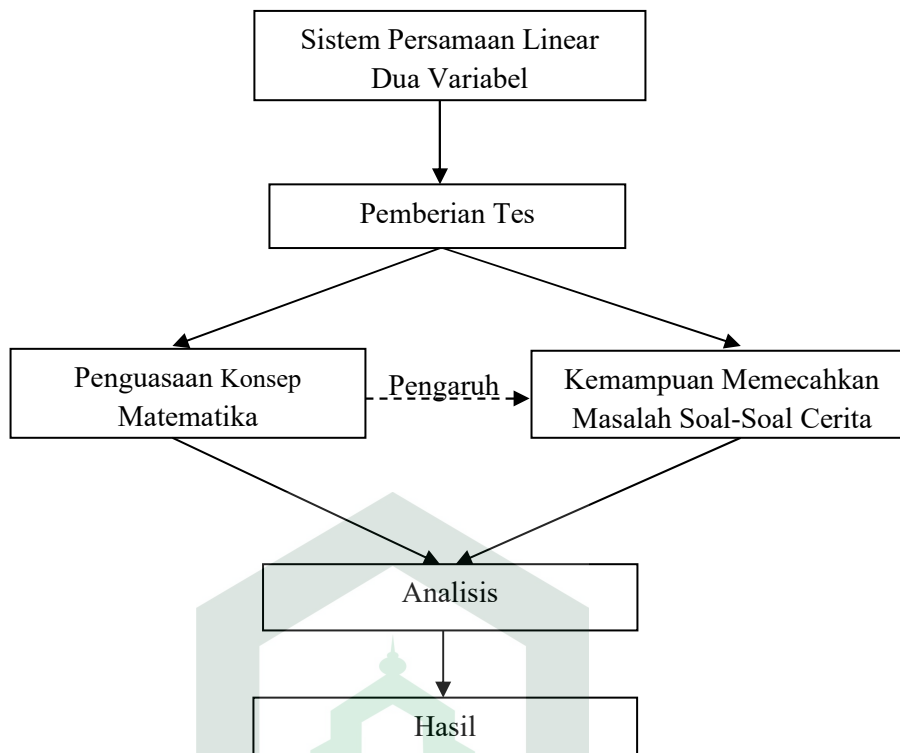 Sistem Persamaan Linear
Dua Variabel
Pemberian Tes
Penguasaan Konsep
Matematika
Pengaruh
Kemampuan Memecahkan
Masalah Soal-Soal Cerita
Analisis
Hasil